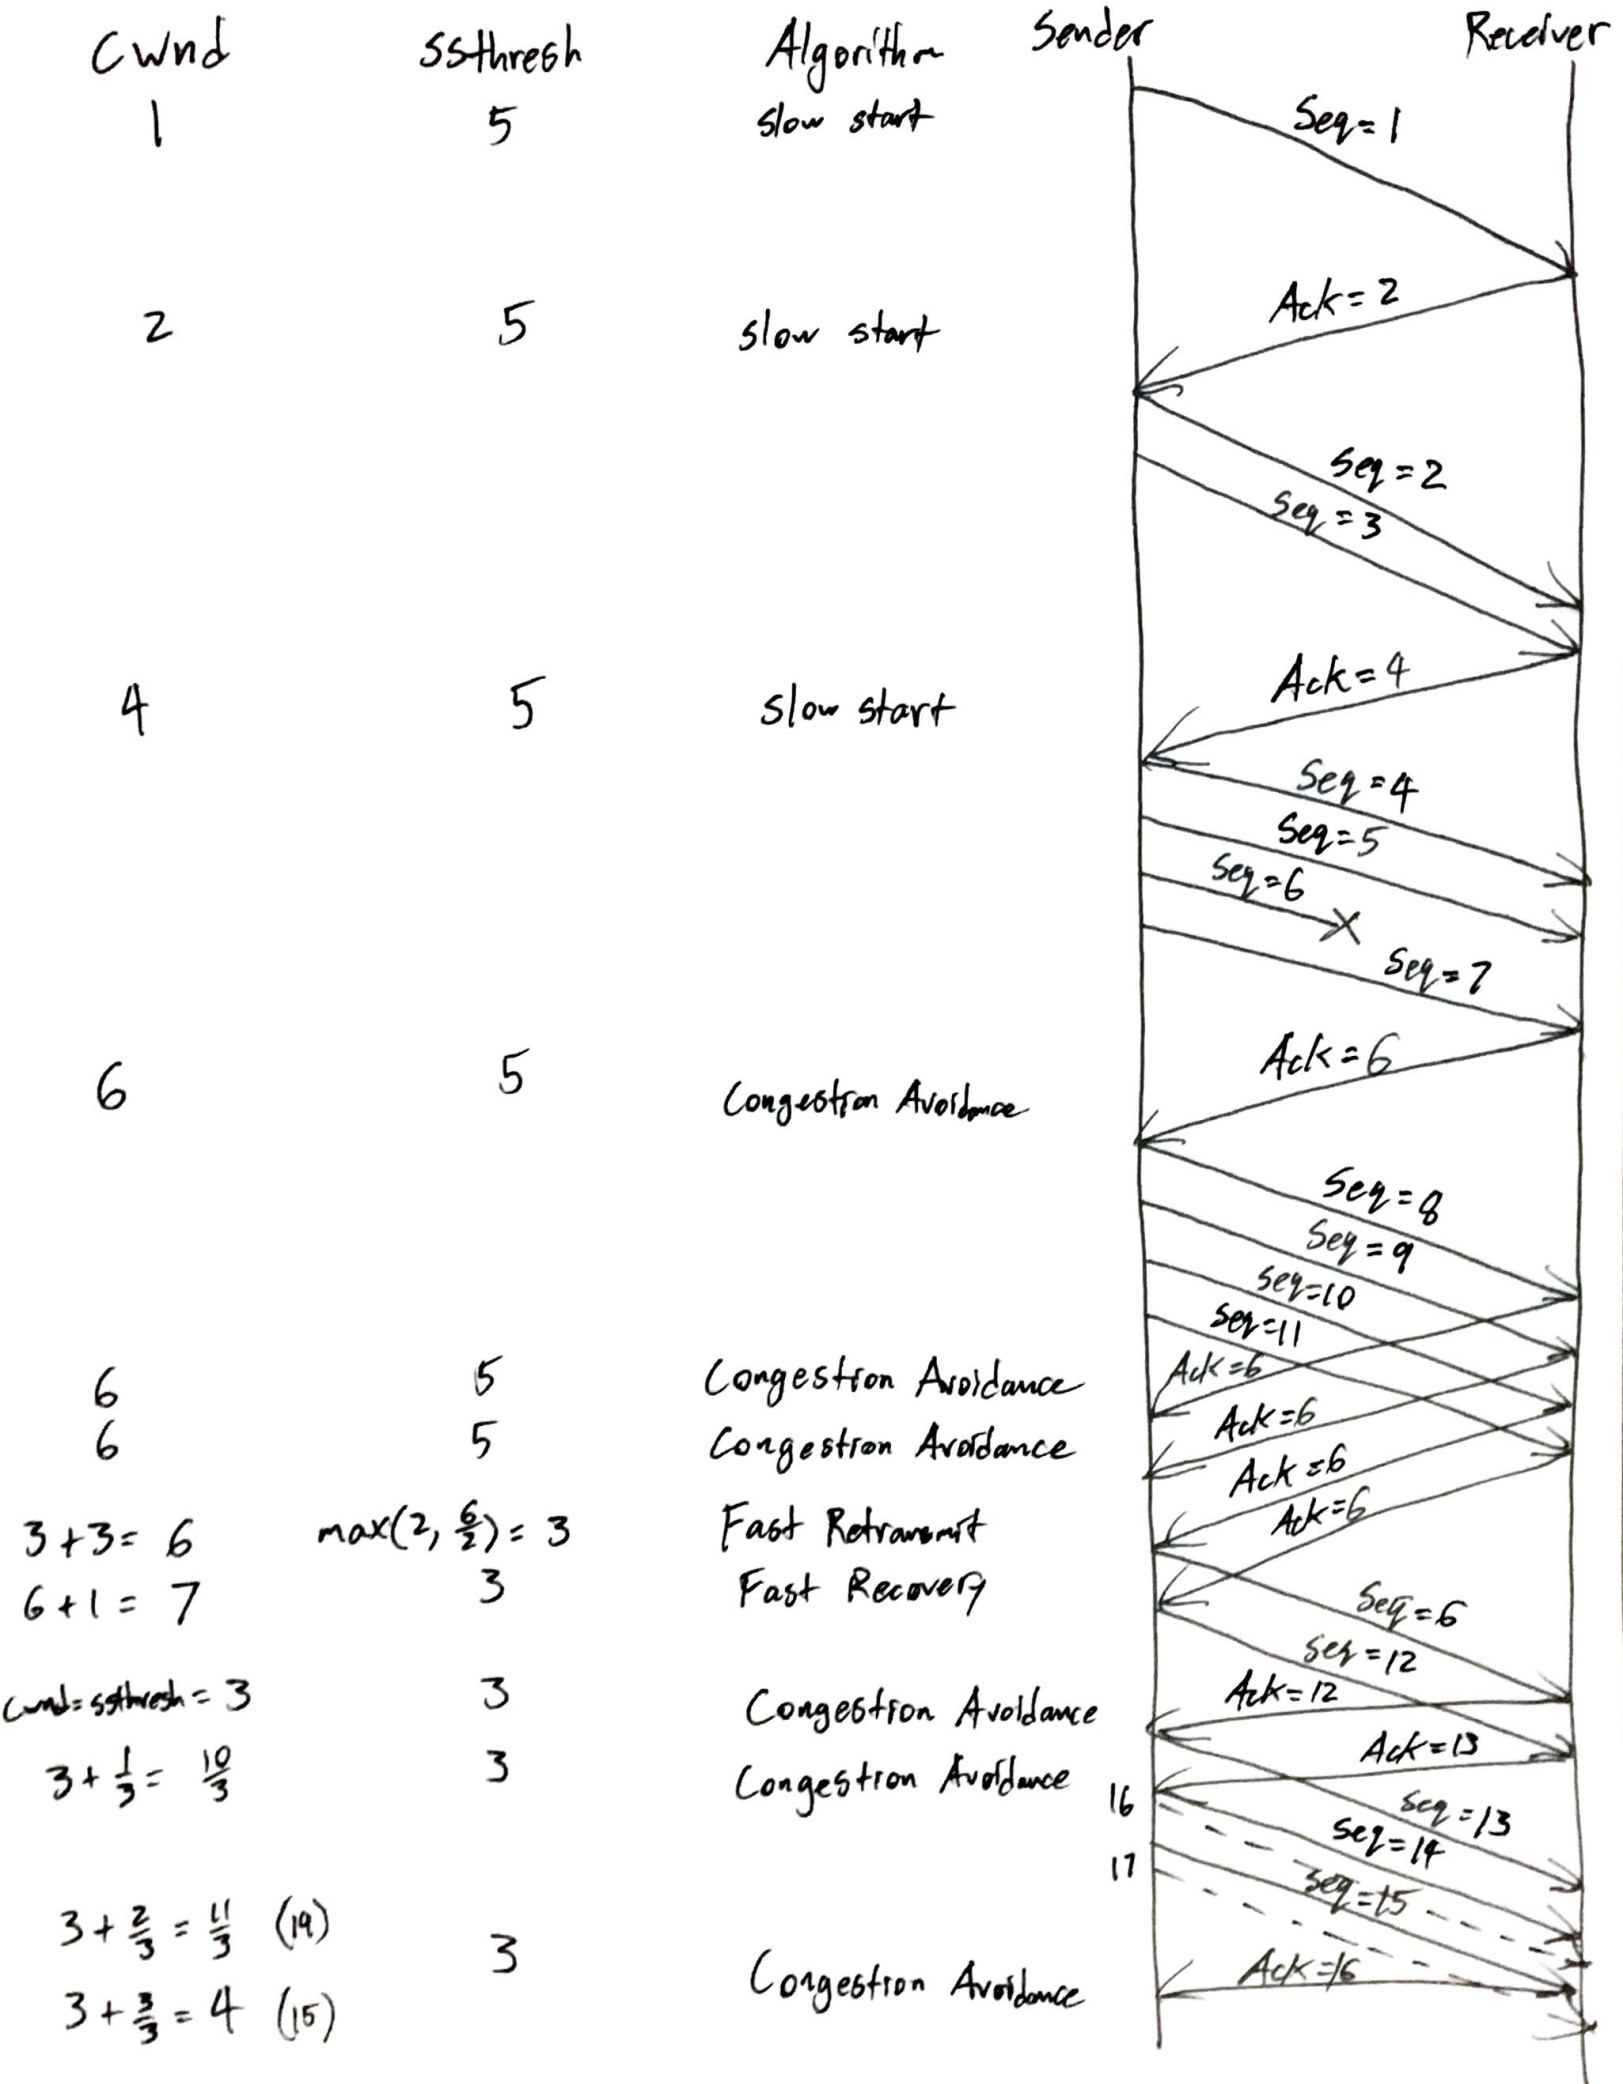 Cwnd ssthresh Algorithm Sender Receiver
1 5 slow start Seq=1
Ack=2
2 5 slow start
Seq=2
Seq=3
Ack=4
4 5 slow start
Seq=4
Seq=5
Seq=6
Seq=7
Ack=6
6 5 Congestion Avoidance
Seq=8
Seq=9
Seq=10
Seq=11
Ack=6
6 5 Congestion Avoidance
Ack=6
6 5 Congestion Avoidance
Ack=6
Ack=6
3+3=6 max(2, 6/2)=3 Fast Retransmit
6+1=7 3 Fast Recovery
Seq=6
Seq=12
Ack=12
cwnd=ssthresh=3 3 Congestion Avoidance
Ack=13
3+1/3=10/3 3 Congestion Avoidance
16
Seq=13
Seq=14
17
Seq=15
3+2/3=11/3 (19) 3 Congestion Avoidance
Ack=16
3+3/3=4 (15)